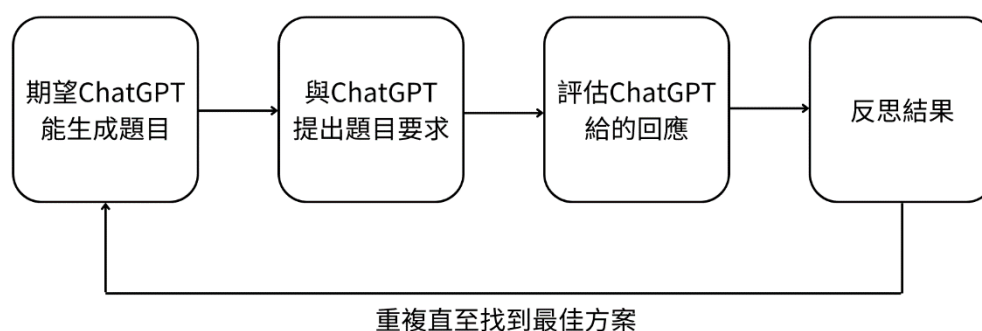 期望ChatGPT
能生成題目
與ChatGPT
提出題目要求
評估ChatGPT
給的回應
反思結果
重複直至找到最佳方案